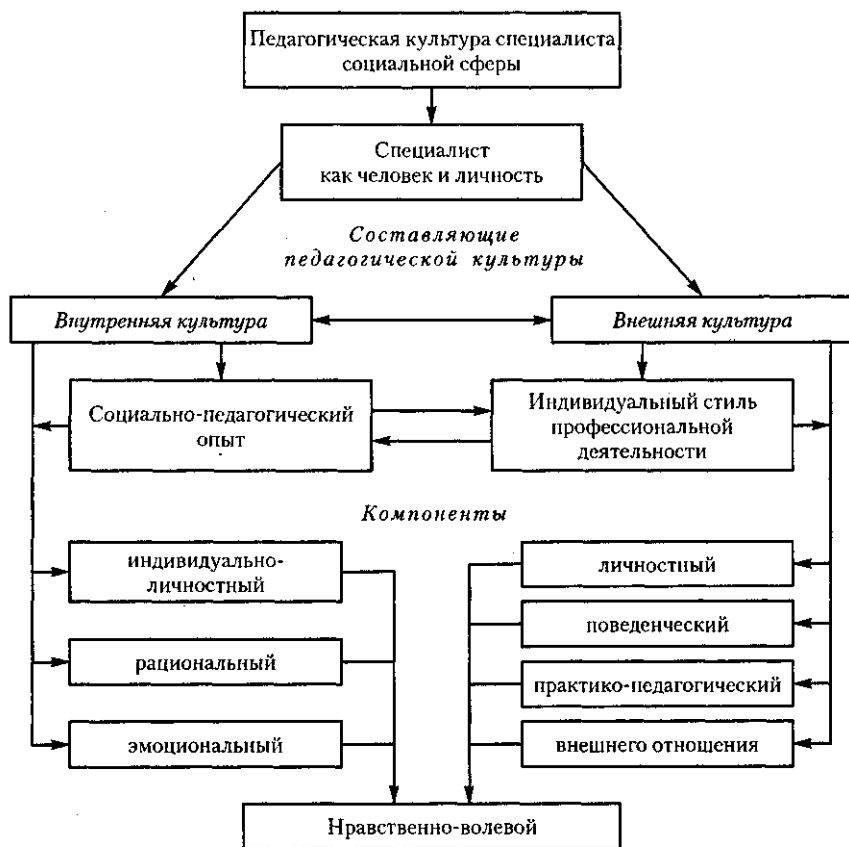 Педагогическая культура специалиста
социальной сферы
Специалист
как человек и личность
Составляющие
педагогической культуры
Внутренняя культура
Внешняя культура
Социально-педагогический
опыт
Индивидуальный стиль
профессиональной
деятельности
Компоненты
индивидуально-
личностный
рациональный
эмоциональный
личностный
поведенческий
практико-педагогический
внешнего отношения
Нравственно-волевой